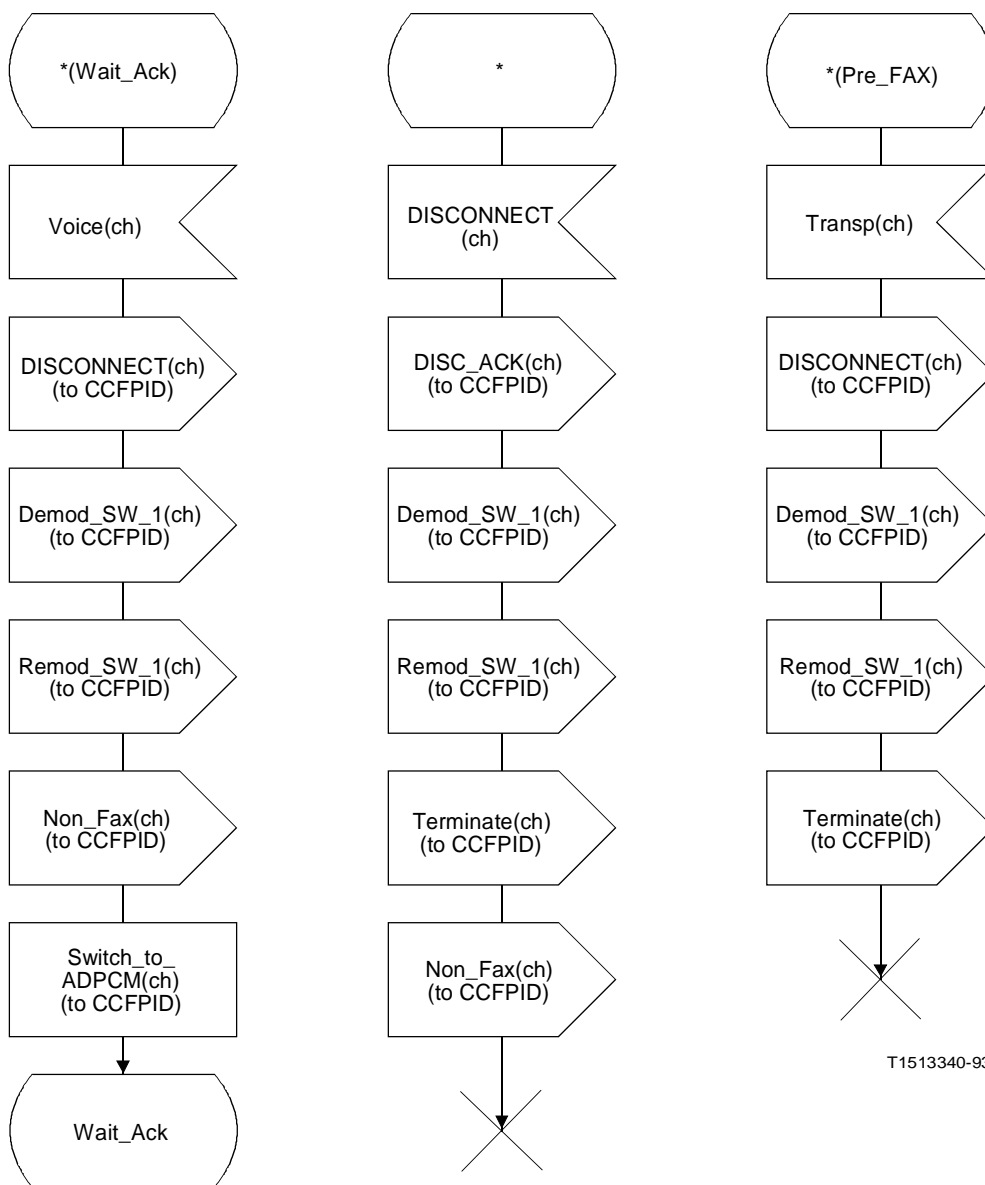 *(Wait_Ack)
Voice(ch)
DISCONNECT(ch)
(to CCFPID)
Demod_SW_1(ch)
(to CCFPID)
Remod_SW_1(ch)
(to CCFPID)
Non_Fax(ch)
(to CCFPID)
Switch_to_
ADPCM(ch)
(to CCFPID)
Wait_Ack
*
DISCONNECT
(ch)
DISC_ACK(ch)
(to CCFPID)
Demod_SW_1(ch)
(to CCFPID)
Remod_SW_1(ch)
(to CCFPID)
Terminate(ch)
(to CCFPID)
Non_Fax(ch)
(to CCFPID)
*(Pre_FAX)
Transp(ch)
DISCONNECT(ch)
(to CCFPID)
Demod_SW_1(ch)
(to CCFPID)
Remod_SW_1(ch)
(to CCFPID)
Terminate(ch)
(to CCFPID)
T1513340-93